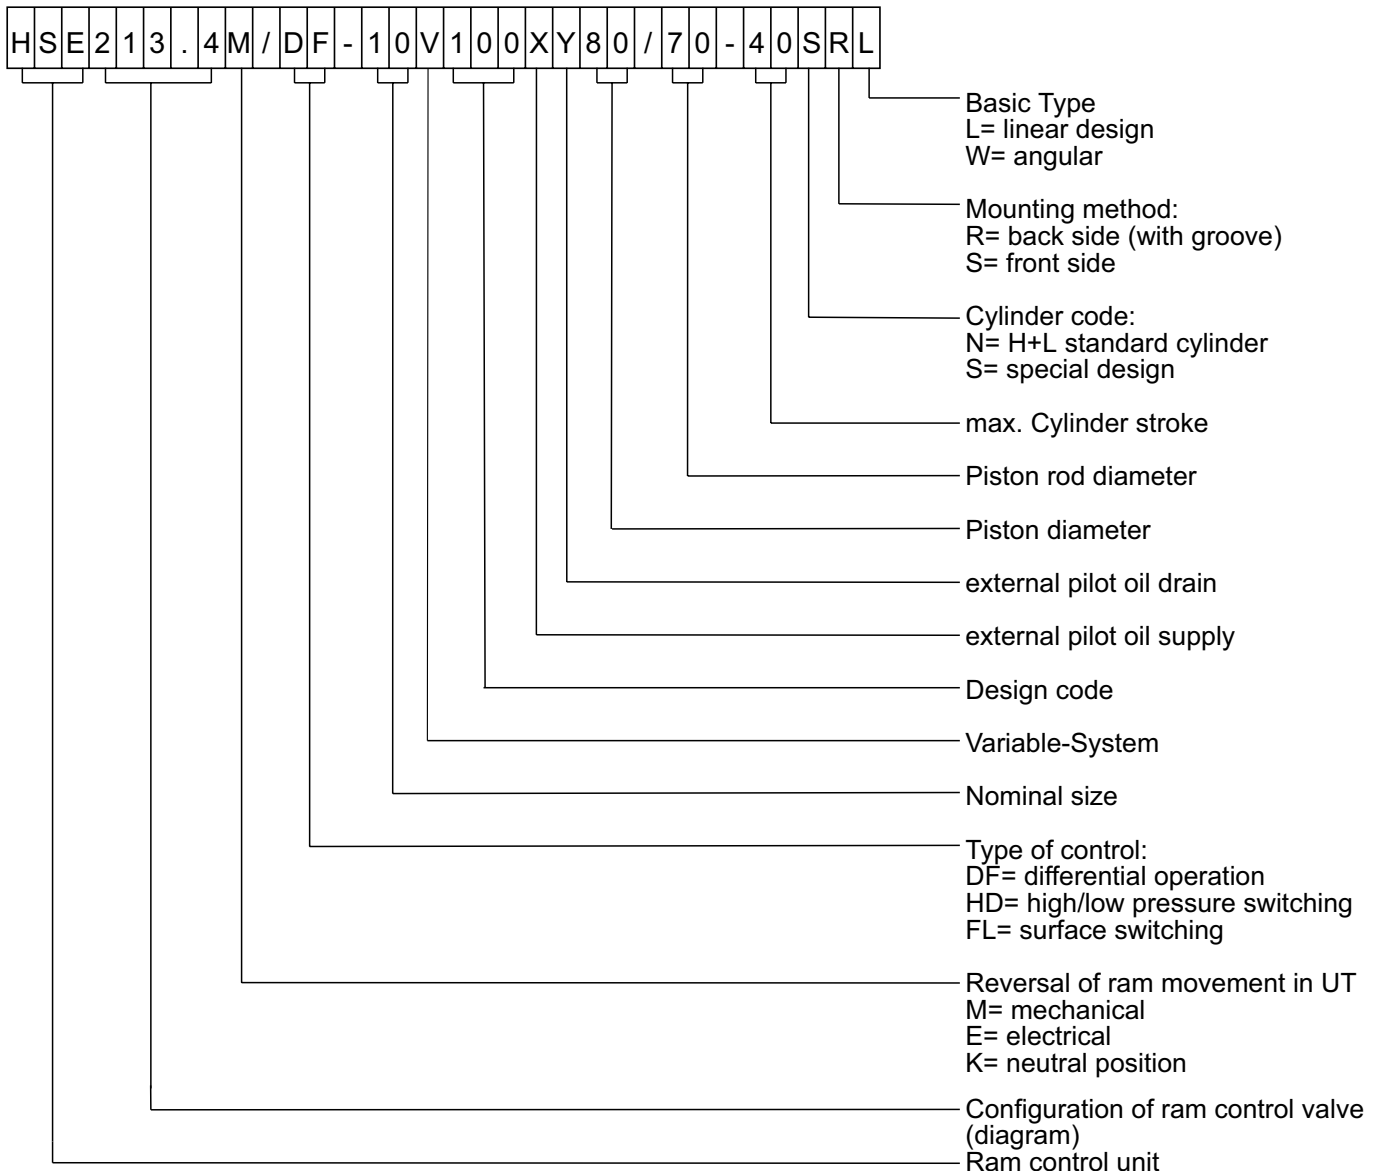 HSE213.4M/DF-10V100XY80/70-40SRL
Basic Type
L= linear design
W= angular
Mounting method:
R= back side (with groove)
S= front side
Cylinder code:
N= H+L standard cylinder
S= special design
max. Cylinder stroke
Piston rod diameter
Piston diameter
external pilot oil drain
external pilot oil supply
Design code
Variable-System
Nominal size
Type of control:
DF= differential operation
HD= high/low pressure switching
FL= surface switching
Reversal of ram movement in UT
M= mechanical
E= electrical
K= neutral position
Configuration of ram control valve
(diagram)
Ram control unit